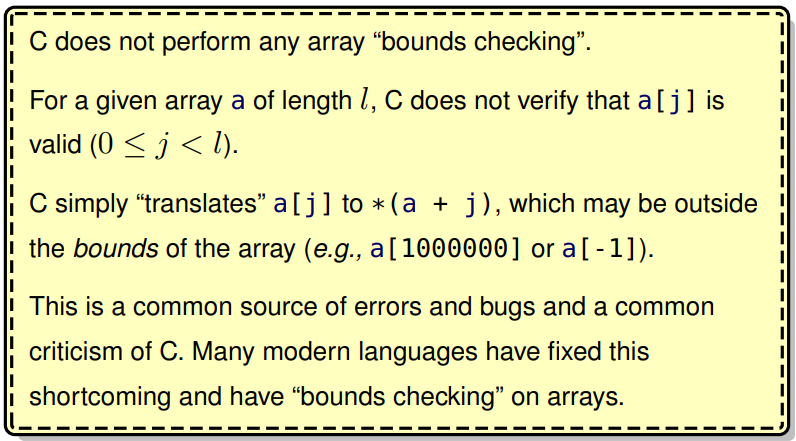 C does not perform any array “bounds checking”.
For a given array a of length l, C does not verify that a[j] is
valid (0 ≤ j < l).
C simply “translates” a[j] to *(a + j), which may be outside
the bounds of the array (e.g., a[1000000] or a[-1]).
This is a common source of errors and bugs and a common
criticism of C. Many modern languages have fixed this
shortcoming and have “bounds checking” on arrays.